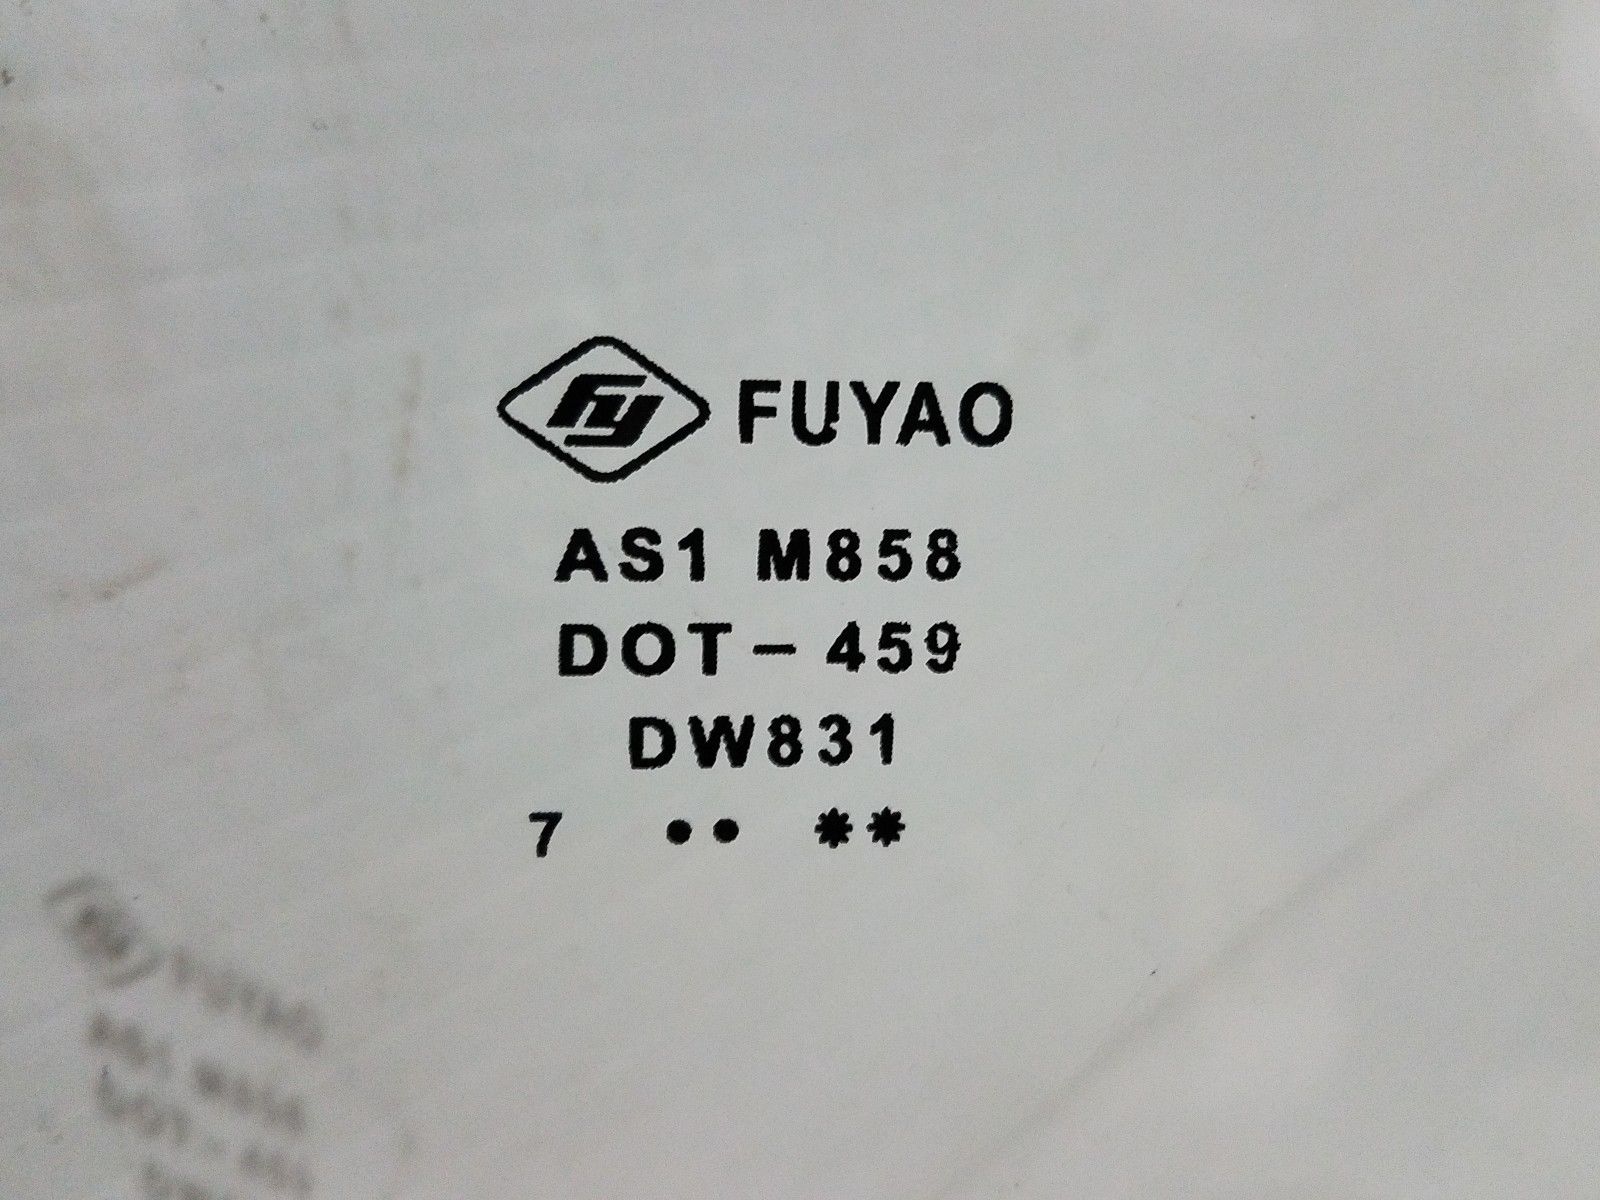 fy FUYAO
AS1 M858
DOT - 459
DW831
7 •• **